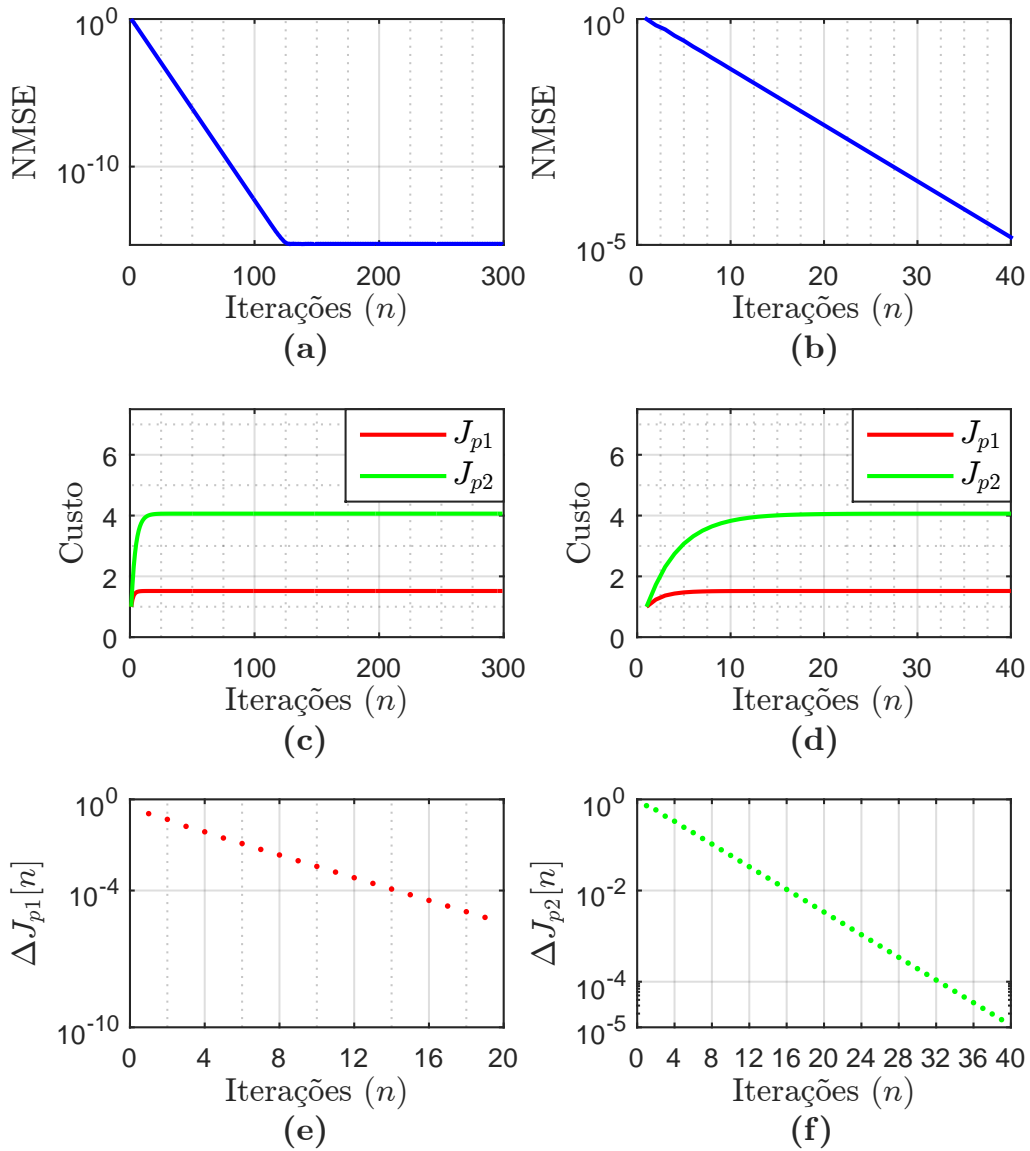 10^0
10^-10
NMSE
0 100 200 300
Iterações (n)
(a)
10^0
10^-5
NMSE
0 10 20 30 40
Iterações (n)
(b)
6
4
2
0
Custo
J_p1
J_p2
0 100 200 300
Iterações (n)
(c)
6
4
2
0
Custo
J_p1
J_p2
0 10 20 30 40
Iterações (n)
(d)
10^0
10^-4
10^-10
ΔJ_p1[n]
0 4 8 12 16 20
Iterações (n)
(e)
10^0
10^-2
10^-4
10^-5
ΔJ_p2[n]
0 4 8 12 16 20 24 28 32 36 40
Iterações (n)
(f)